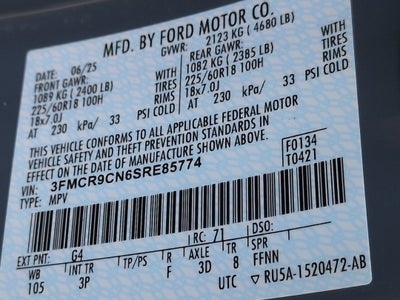 MFD. BY FORD MOTOR CO.
DATE: 06/25 GVWR: 2123 KG ( 4680 LB)
FRONT GAWR: REAR GAWR:
1089 KG ( 2400 LB) WITH 1082 KG ( 2385 LB) WITH
225/60R18 100H TIRES 225/60R18 100H TIRES
18x7.0J RIMS 18x7.0J RIMS
AT 230 kPa/ 33 PSI COLD AT 230 kPa/ 33 PSI COLD
THIS VEHICLE CONFORMS TO ALL APPLICABLE FEDERAL MOTOR
VEHICLE SAFETY AND THEFT PREVENTION STANDARDS IN
EFFECT ON THE DATE OF MANUFACTURE SHOWN ABOVE.
VIN: 3FMCR9CN6SRE85774 F0134
TYPE: MPV T0421
EXT PNT: G4 RC: 71 DSO:
WB INT TR TP/PS R AXLE TR SPR
105 3P F 3D 8 FFNN
UTC ▽ RU5A-1520472-AB